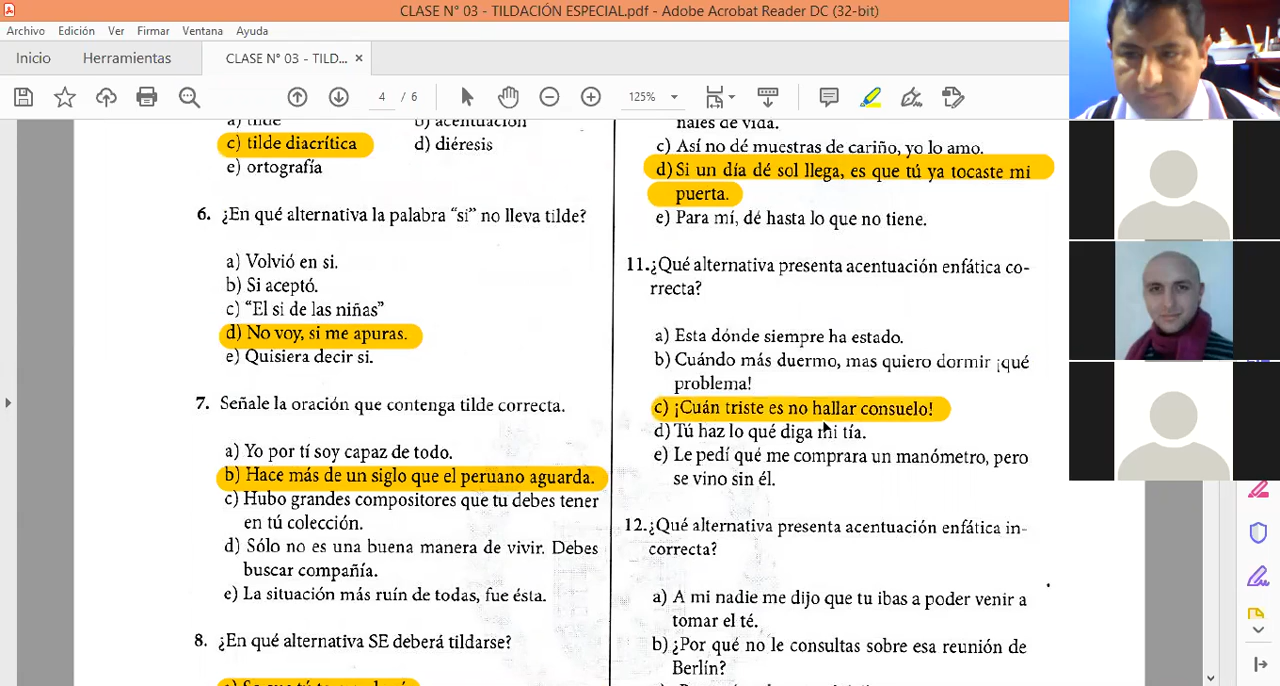 CLASE N° 03 - TILDACIÓN ESPECIAL.pdf - Adobe Acrobat Reader DC (32-bit)
Archivo Edición Ver Firmar Ventana Ayuda
Inicio Herramientas CLASE N° 03 - TILD... ×
4 / 6 125%
a) tilde b) acentuación
c) tilde diacrítica d) diéresis
e) ortografía
6. ¿En qué alternativa la palabra “si” no lleva tilde?
a) Volvió en si.
b) Si aceptó.
c) “El si de las niñas”
d) No voy, si me apuras.
e) Quisiera decir si.
7. Señale la oración que contenga tilde correcta.
a) Yo por tí soy capaz de todo.
b) Hace más de un siglo que el peruano aguarda.
c) Hubo grandes compositores que tu debes tener
en tú colección.
d) Sólo no es una buena manera de vivir. Debes
buscar compañía.
e) La situación más ruín de todas, fue ésta.
8. ¿En qué alternativa SE deberá tildarse?
nales de vida.
c) Así no dé muestras de cariño, yo lo amo.
d) Si un día dé sol llega, es que tú ya tocaste mi
puerta.
e) Para mí, dé hasta lo que no tiene.
11. ¿Qué alternativa presenta acentuación enfática co-
rrecta?
a) Esta dónde siempre ha estado.
b) Cuándo más duermo, mas quiero dormir ¡qué
problema!
c) ¡Cuán triste es no hallar consuelo!
d) Tú haz lo qué diga mi tía.
e) Le pedí qué me comprara un manómetro, pero
se vino sin él.
12. ¿Qué alternativa presenta acentuación enfática in-
correcta?
a) A mi nadie me dijo que tu ibas a poder venir a
tomar el té.
b) ¿Por qué no le consultas sobre esa reunión de
Berlín?